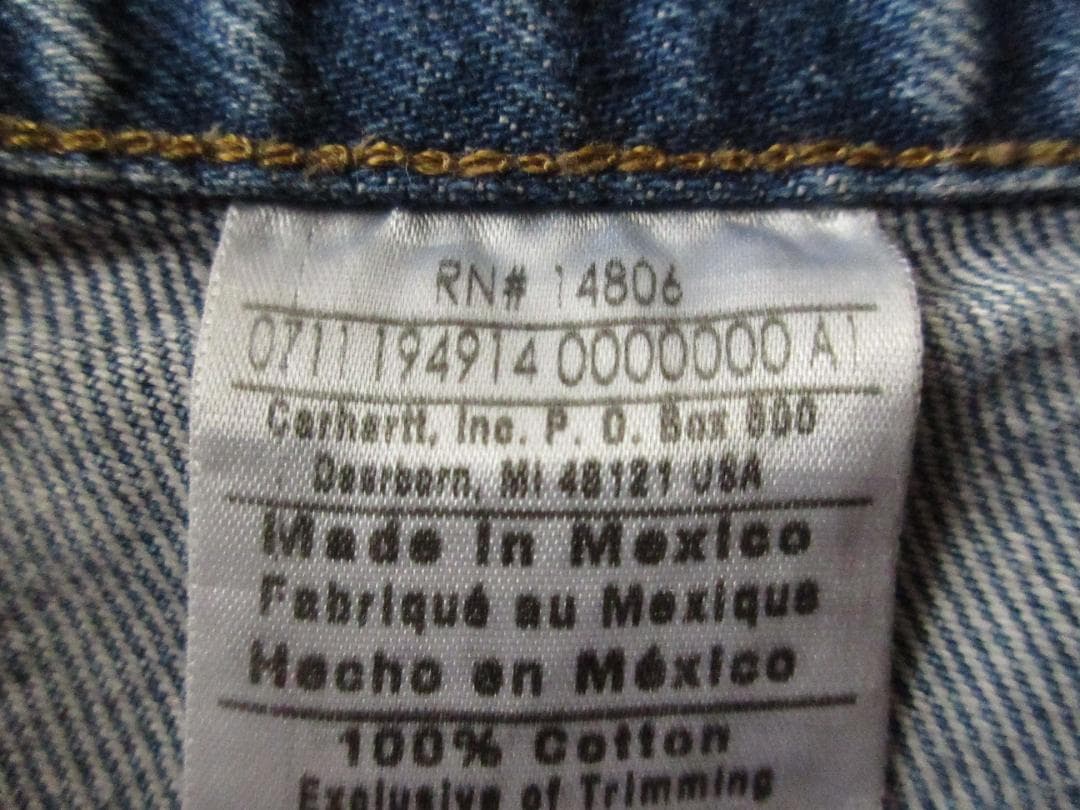 RN# 14806
0711 194914 0000000 A1
Carhartt, Inc. P. O. Box 600
Dearborn, MI 48121 USA
Made In Mexico
Fabriqué au Mexique
Hecho en México
100% Cotton
Exclusive of Trimming